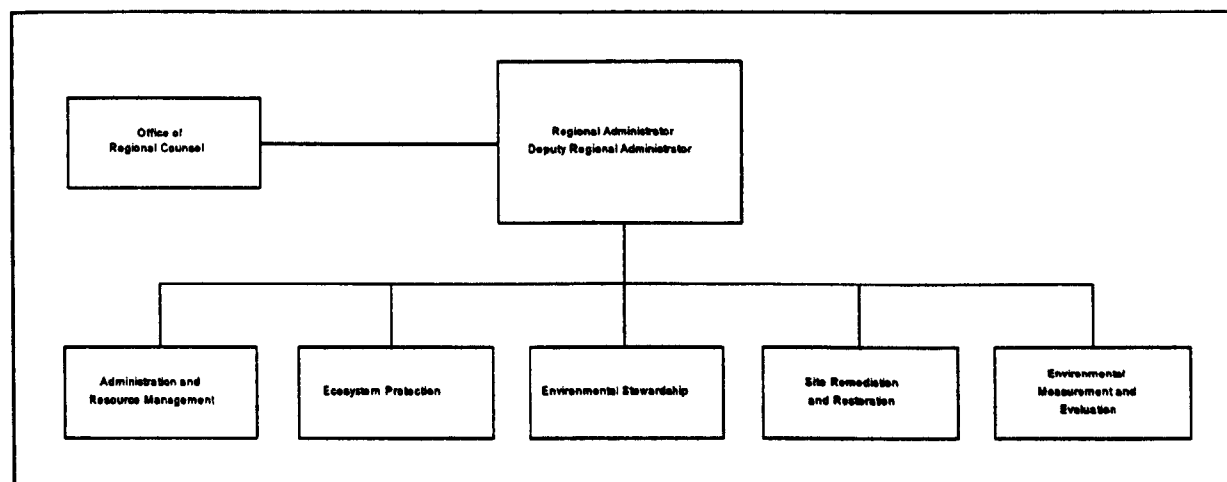 Office of
Regional Counsel
Regional Administrator
Deputy Regional Administrator
Administration and
Resource Management
Ecosystem Protection
Environmental Stewardship
Site Remediation
and Restoration
Environmental
Measurement and
Evaluation